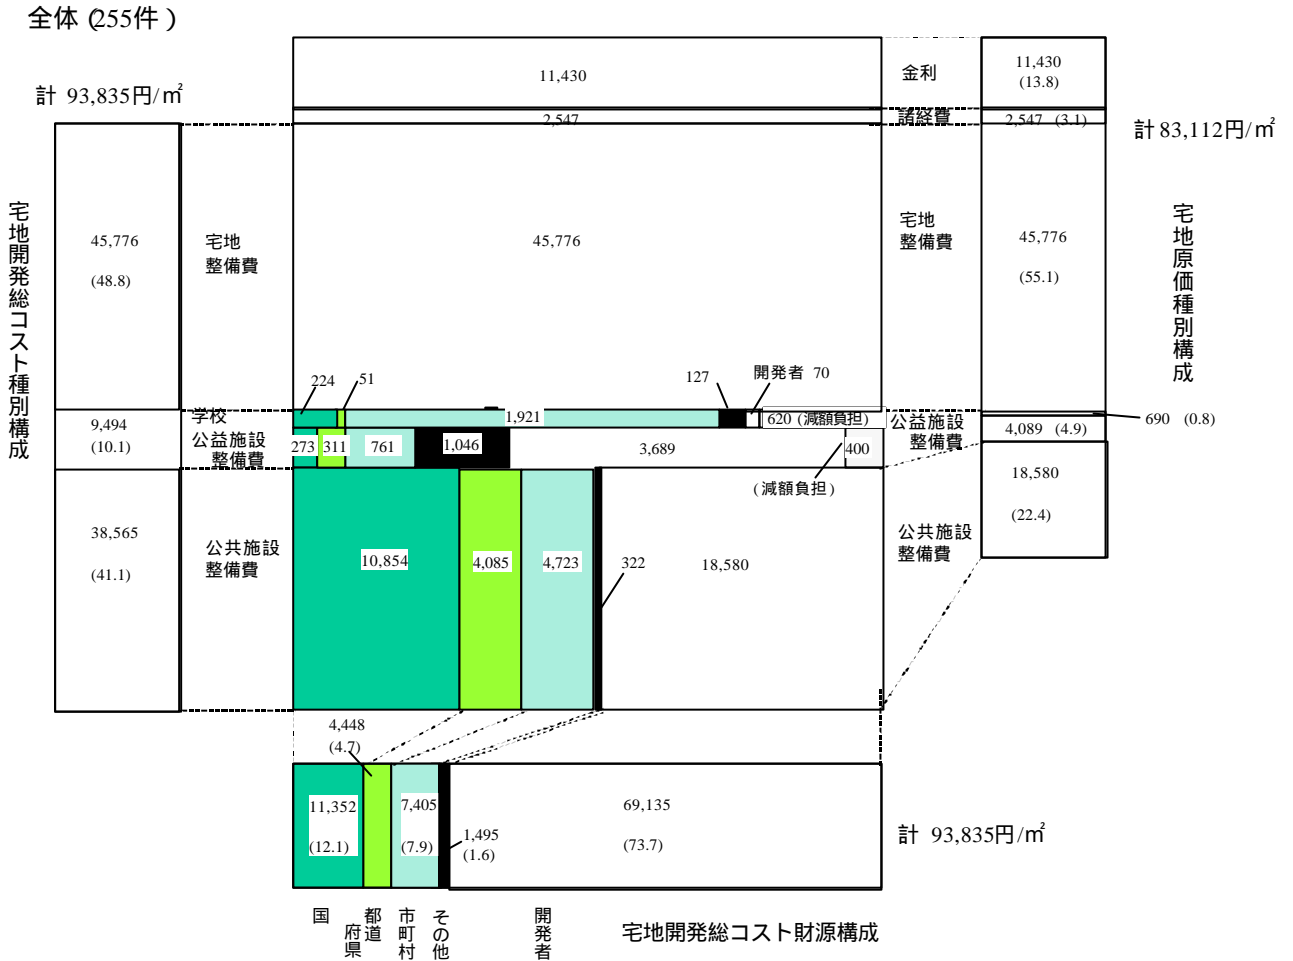 全体 (255件 )
計 93,835円/㎡
宅地開発総コスト種別構成
45,776
(48.8)
9,494
(10.1)
38,565
(41.1)
宅地
整備費
学校
公益施設
整備費
公共施設
整備費
11,430
2,547
45,776
224
51
1,921
127
開発者 70
620 (減額負担)
273
311
761
1,046
3,689
400
(減額負担)
10,854
4,085
4,723
322
18,580
金利
諸経費
宅地
整備費
公益施設
整備費
公共施設
整備費
11,430
(13.8)
2,547 (3.1)
45,776
(55.1)
690 (0.8)
4,089 (4.9)
18,580
(22.4)
計 83,112円/㎡
宅地原価種別構成
4,448
(4.7)
11,352
(12.1)
7,405
(7.9)
1,495
(1.6)
69,135
(73.7)
計 93,835円/㎡
国
都道
府県
市町村
その他
開発者
宅地開発総コスト財源構成